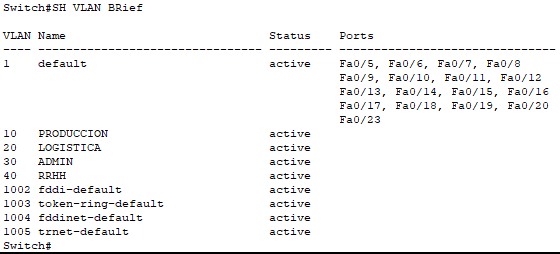 Switch#SH VLAN BRief
VLAN Name                             Status    Ports
---- -------------------------------- --------- -------------------------------
1    default                          active    Fa0/5, Fa0/6, Fa0/7, Fa0/8
                                                Fa0/9, Fa0/10, Fa0/11, Fa0/12
                                                Fa0/13, Fa0/14, Fa0/15, Fa0/16
                                                Fa0/17, Fa0/18, Fa0/19, Fa0/20
                                                Fa0/23
10   PRODUCCION                       active
20   LOGISTICA                        active
30   ADMIN                            active
40   RRHH                             active
1002 fddi-default                     active
1003 token-ring-default               active
1004 fddinet-default                  active
1005 trnet-default                    active
Switch#